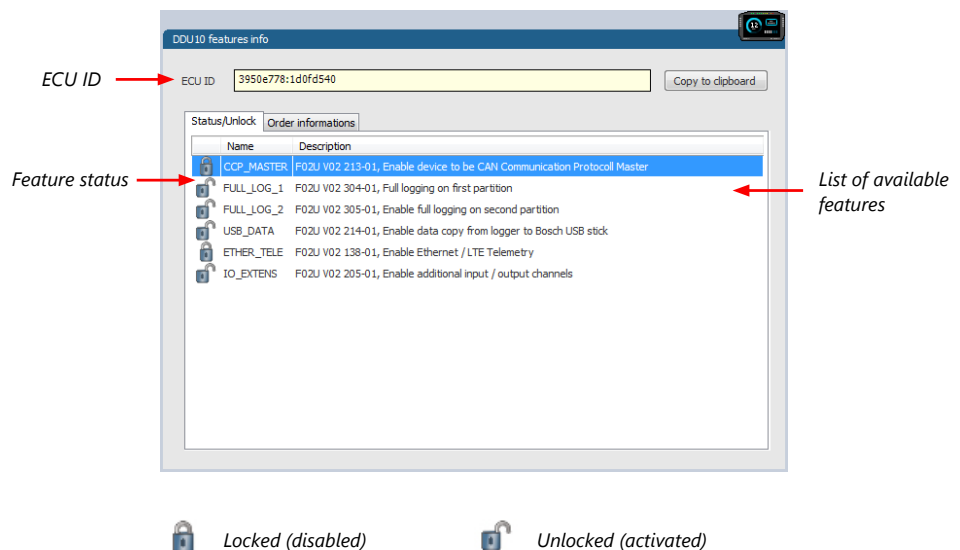 DDU10 features info
12
ECU ID
ECU ID 3950e778:1d0fd540 Copy to clipboard
Status/Unlock Order informations
Name Description
CCP_MASTER F02U V02 213-01, Enable device to be CAN Communication Protocoll Master
Feature status
FULL_LOG_1 F02U V02 304-01, Full logging on first partition
List of available
features
FULL_LOG_2 F02U V02 305-01, Enable full logging on second partition
USB_DATA F02U V02 214-01, Enable data copy from logger to Bosch USB stick
ETHER_TELE F02U V02 138-01, Enable Ethernet / LTE Telemetry
IO_EXTENS F02U V02 205-01, Enable additional input / output channels
Locked (disabled) Unlocked (activated)